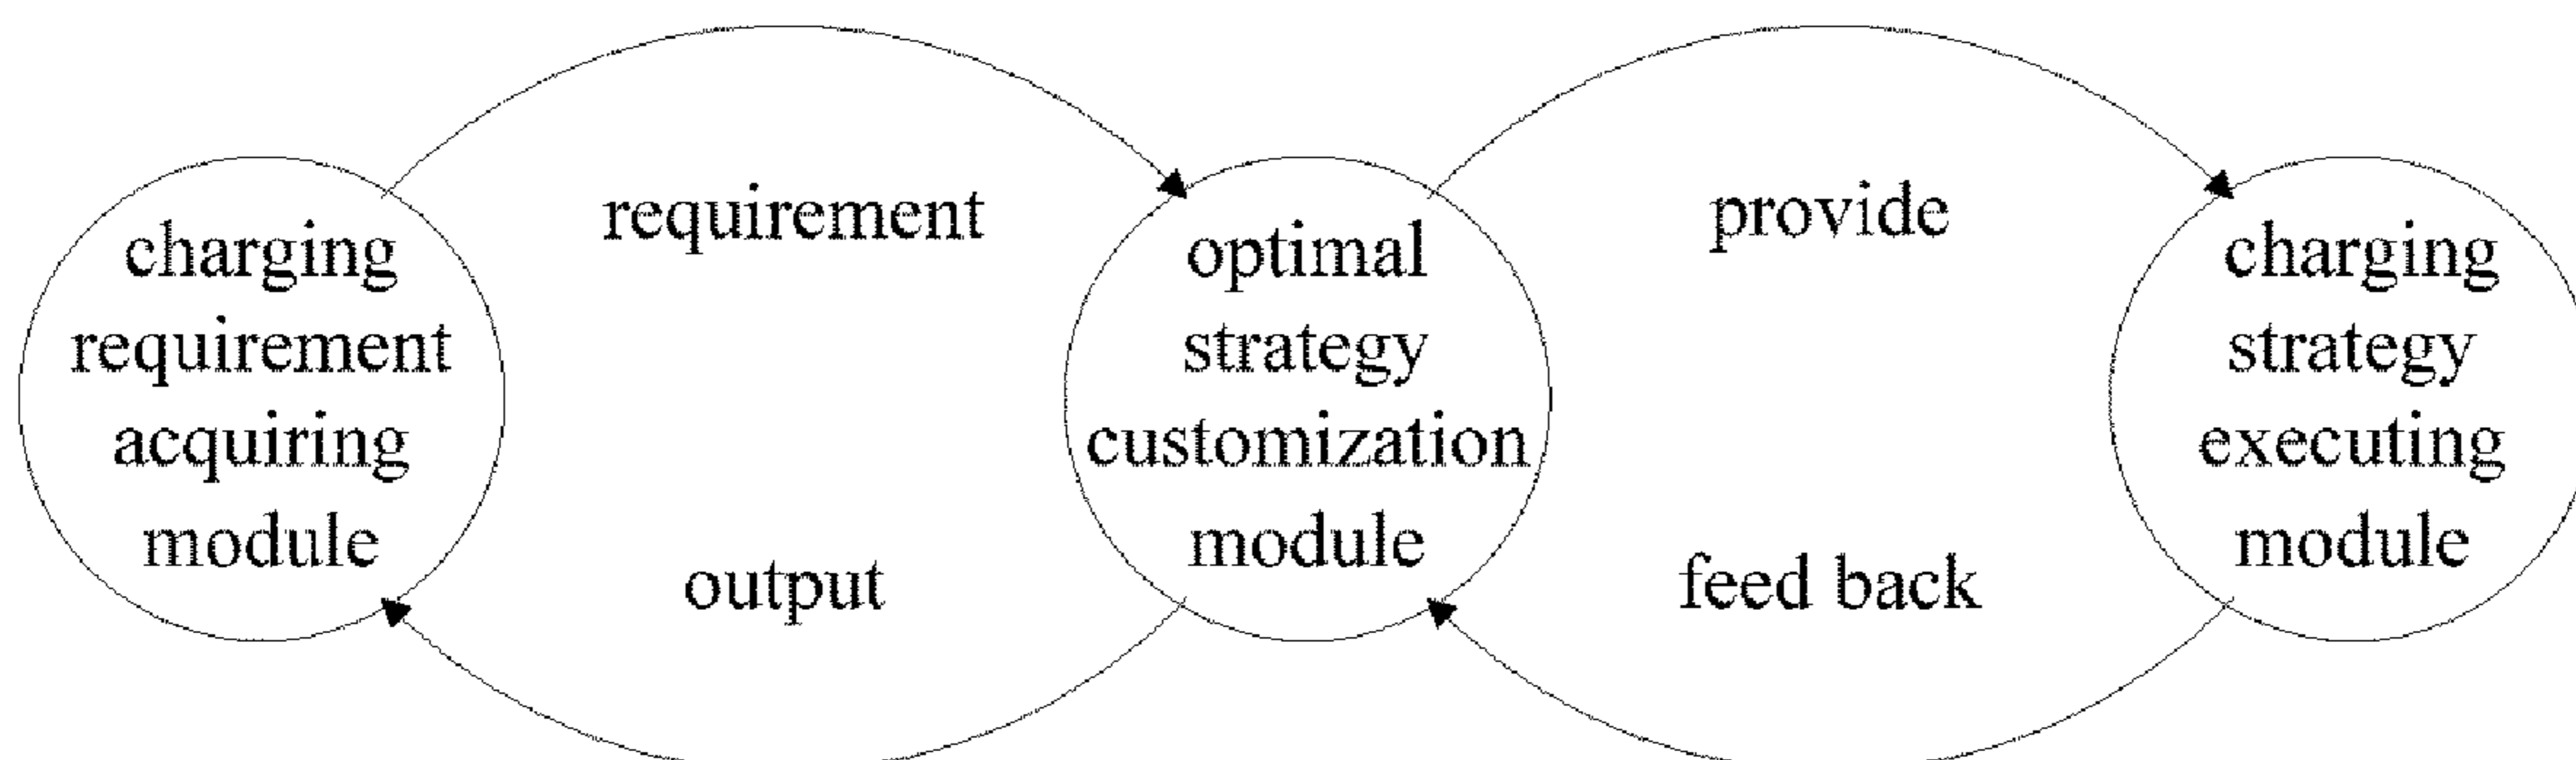 charging
requirement
acquiring
module
requirement
output
optimal
strategy
customization
module
provide
feed back
charging
strategy
executing
module